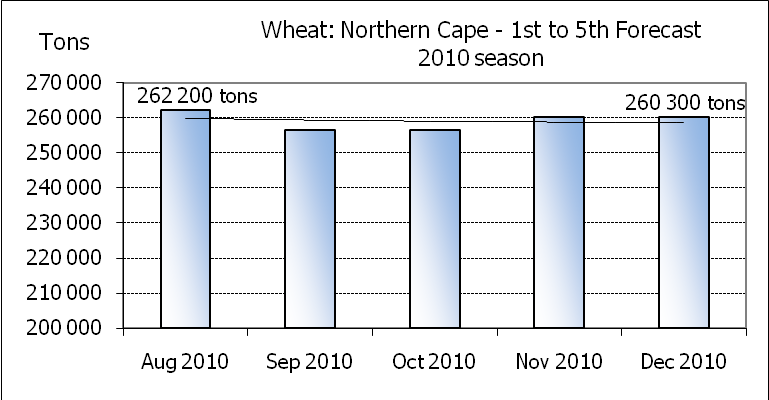 Wheat: Northern Cape - 1st to 5th Forecast
2010 season
Tons
270 000
260 000
250 000
240 000
230 000
220 000
210 000
200 000
262 200 tons
260 300 tons
Aug 2010
Sep 2010
Oct 2010
Nov 2010
Dec 2010